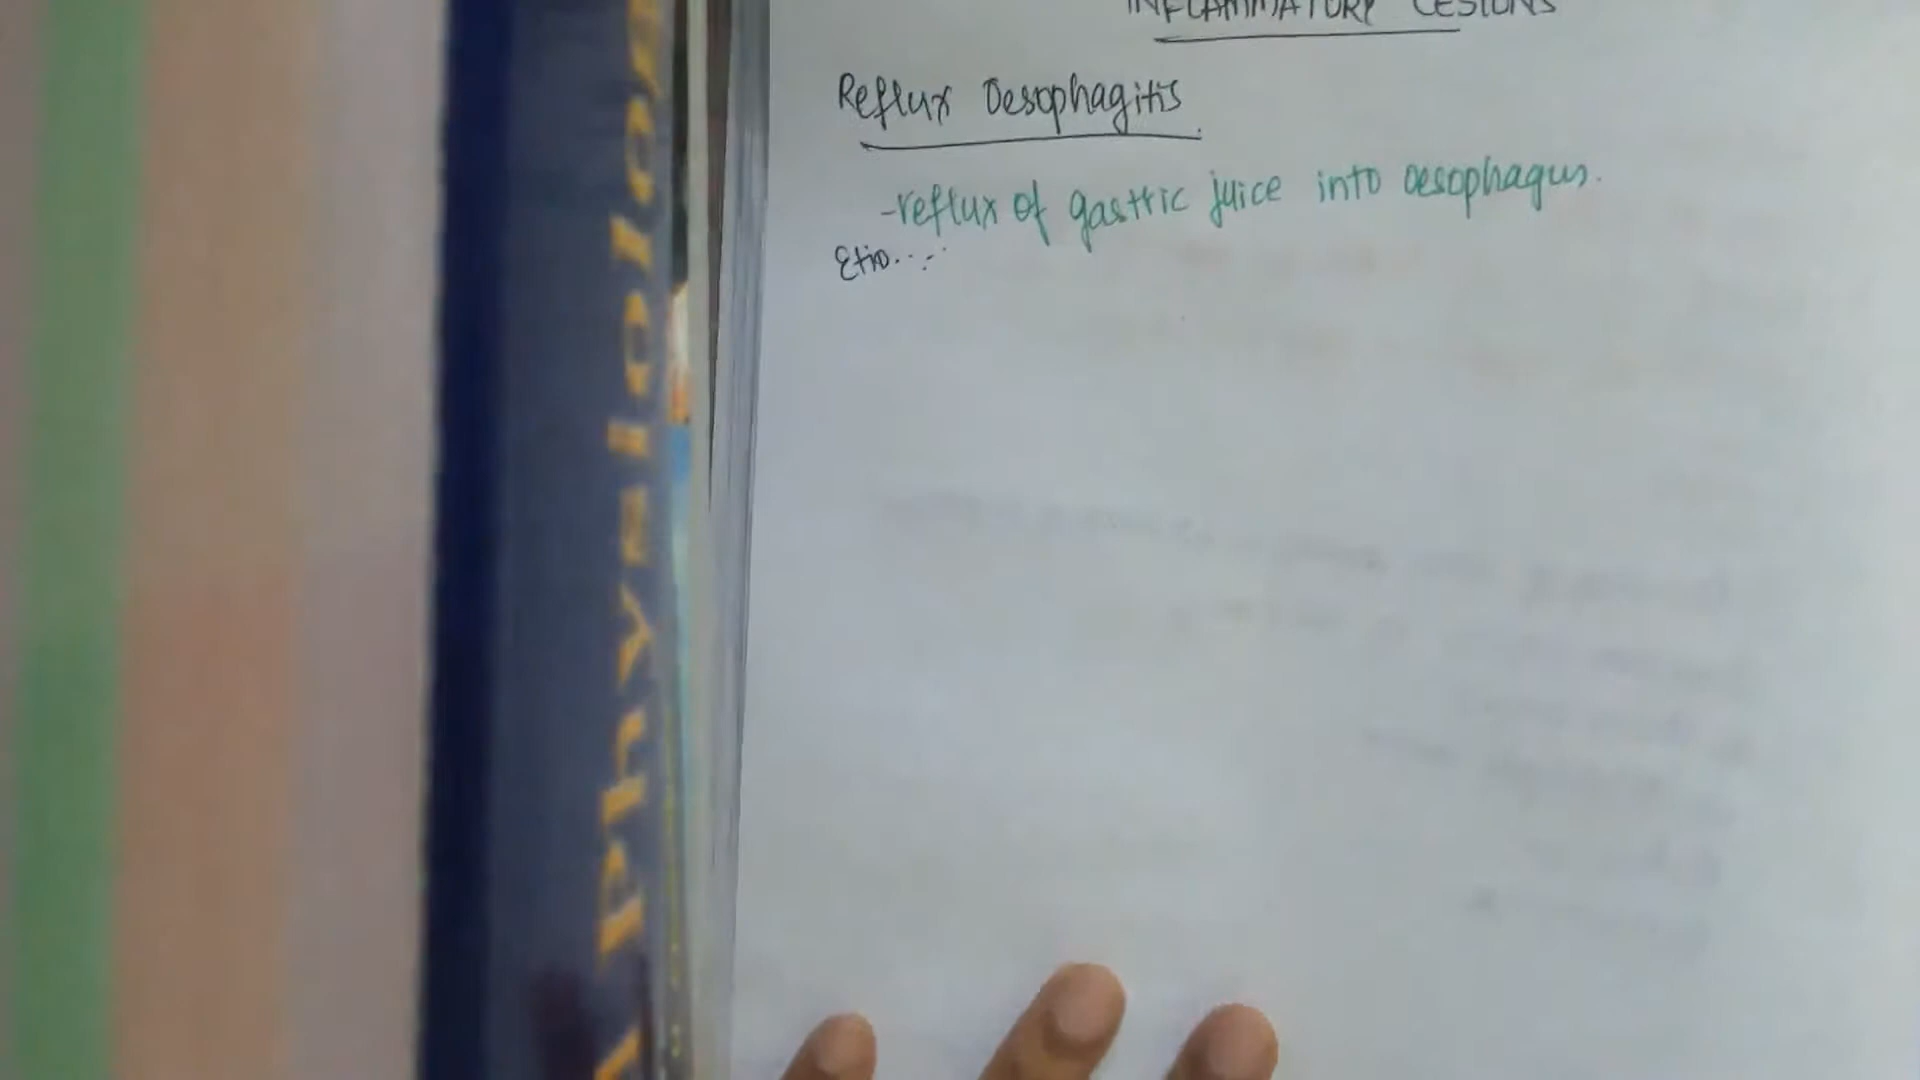 INFLAMMATORY LESIONS
Reflux Oesophagitis
-reflux of gastric juice into oesophagus.
Etio..:-